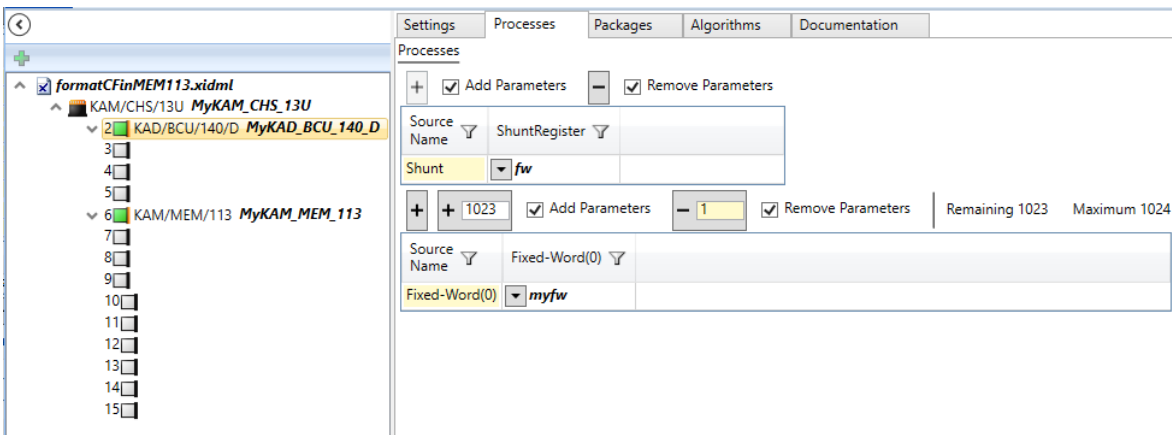 Settings Processes Packages Algorithms Documentation
Processes
formatCFinMEM113.xidml
KAM/CHS/13U MyKAM_CHS_13U
2 KAD/BCU/140/D MyKAD_BCU_140_D
3
4
5
6 KAM/MEM/113 MyKAM_MEM_113
7
8
9
10
11
12
13
14
15
+ Add Parameters − Remove Parameters
Source Name ShuntRegister
Shunt fw
+ + 1023 Add Parameters − 1 Remove Parameters Remaining 1023 Maximum 1024
Source Name Fixed-Word(0)
Fixed-Word(0) myfw